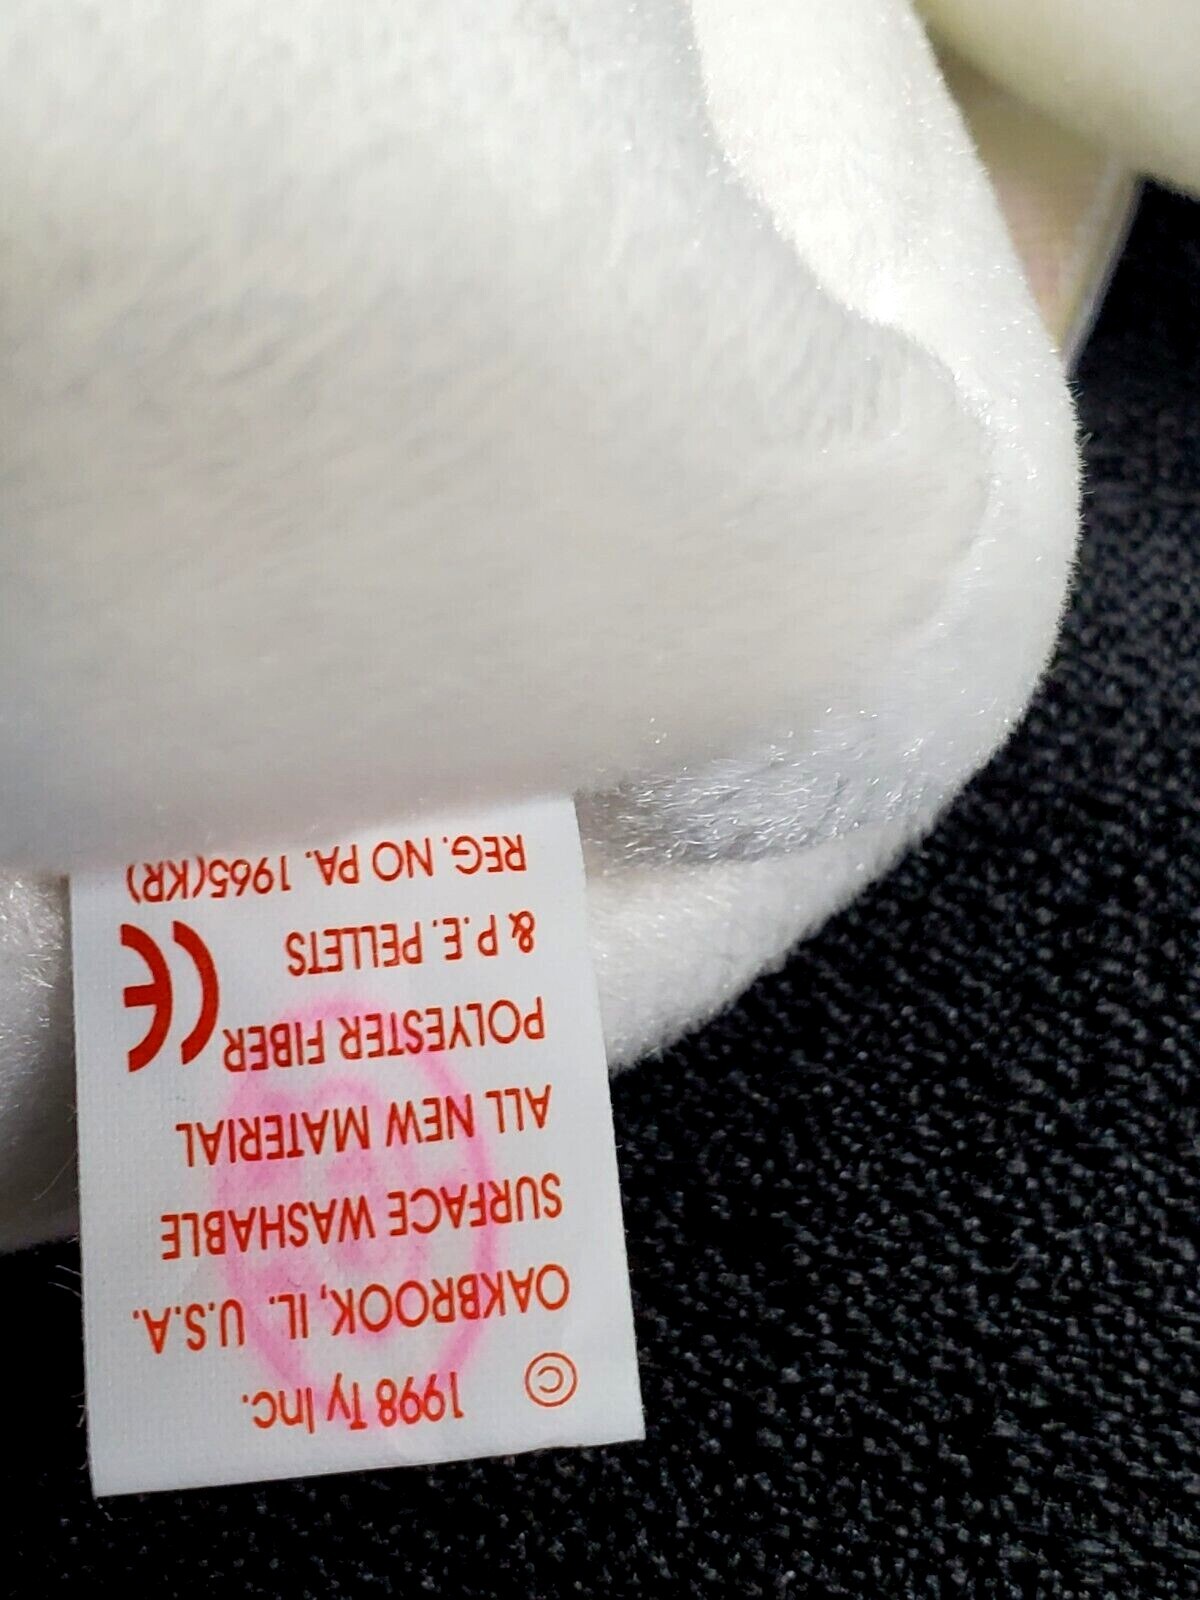 © 1998 Ty Inc.
OAKBROOK, IL. U.S.A.
SURFACE WASHABLE
ALL NEW MATERIAL
POLYESTER FIBER
& P.E. PELLETS CE
REG. NO PA. 1965(KR)